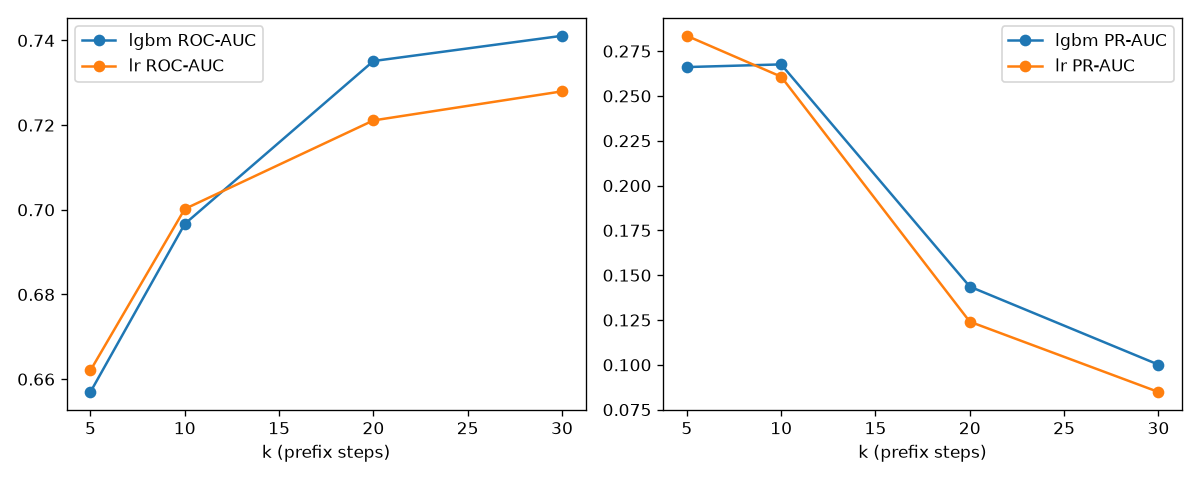 lgbm ROC-AUC
lr ROC-AUC
0.74
0.72
0.70
0.68
0.66
5 10 15 20 25 30
k (prefix steps)
lgbm PR-AUC
lr PR-AUC
0.275
0.250
0.225
0.200
0.175
0.150
0.125
0.100
0.075
5 10 15 20 25 30
k (prefix steps)